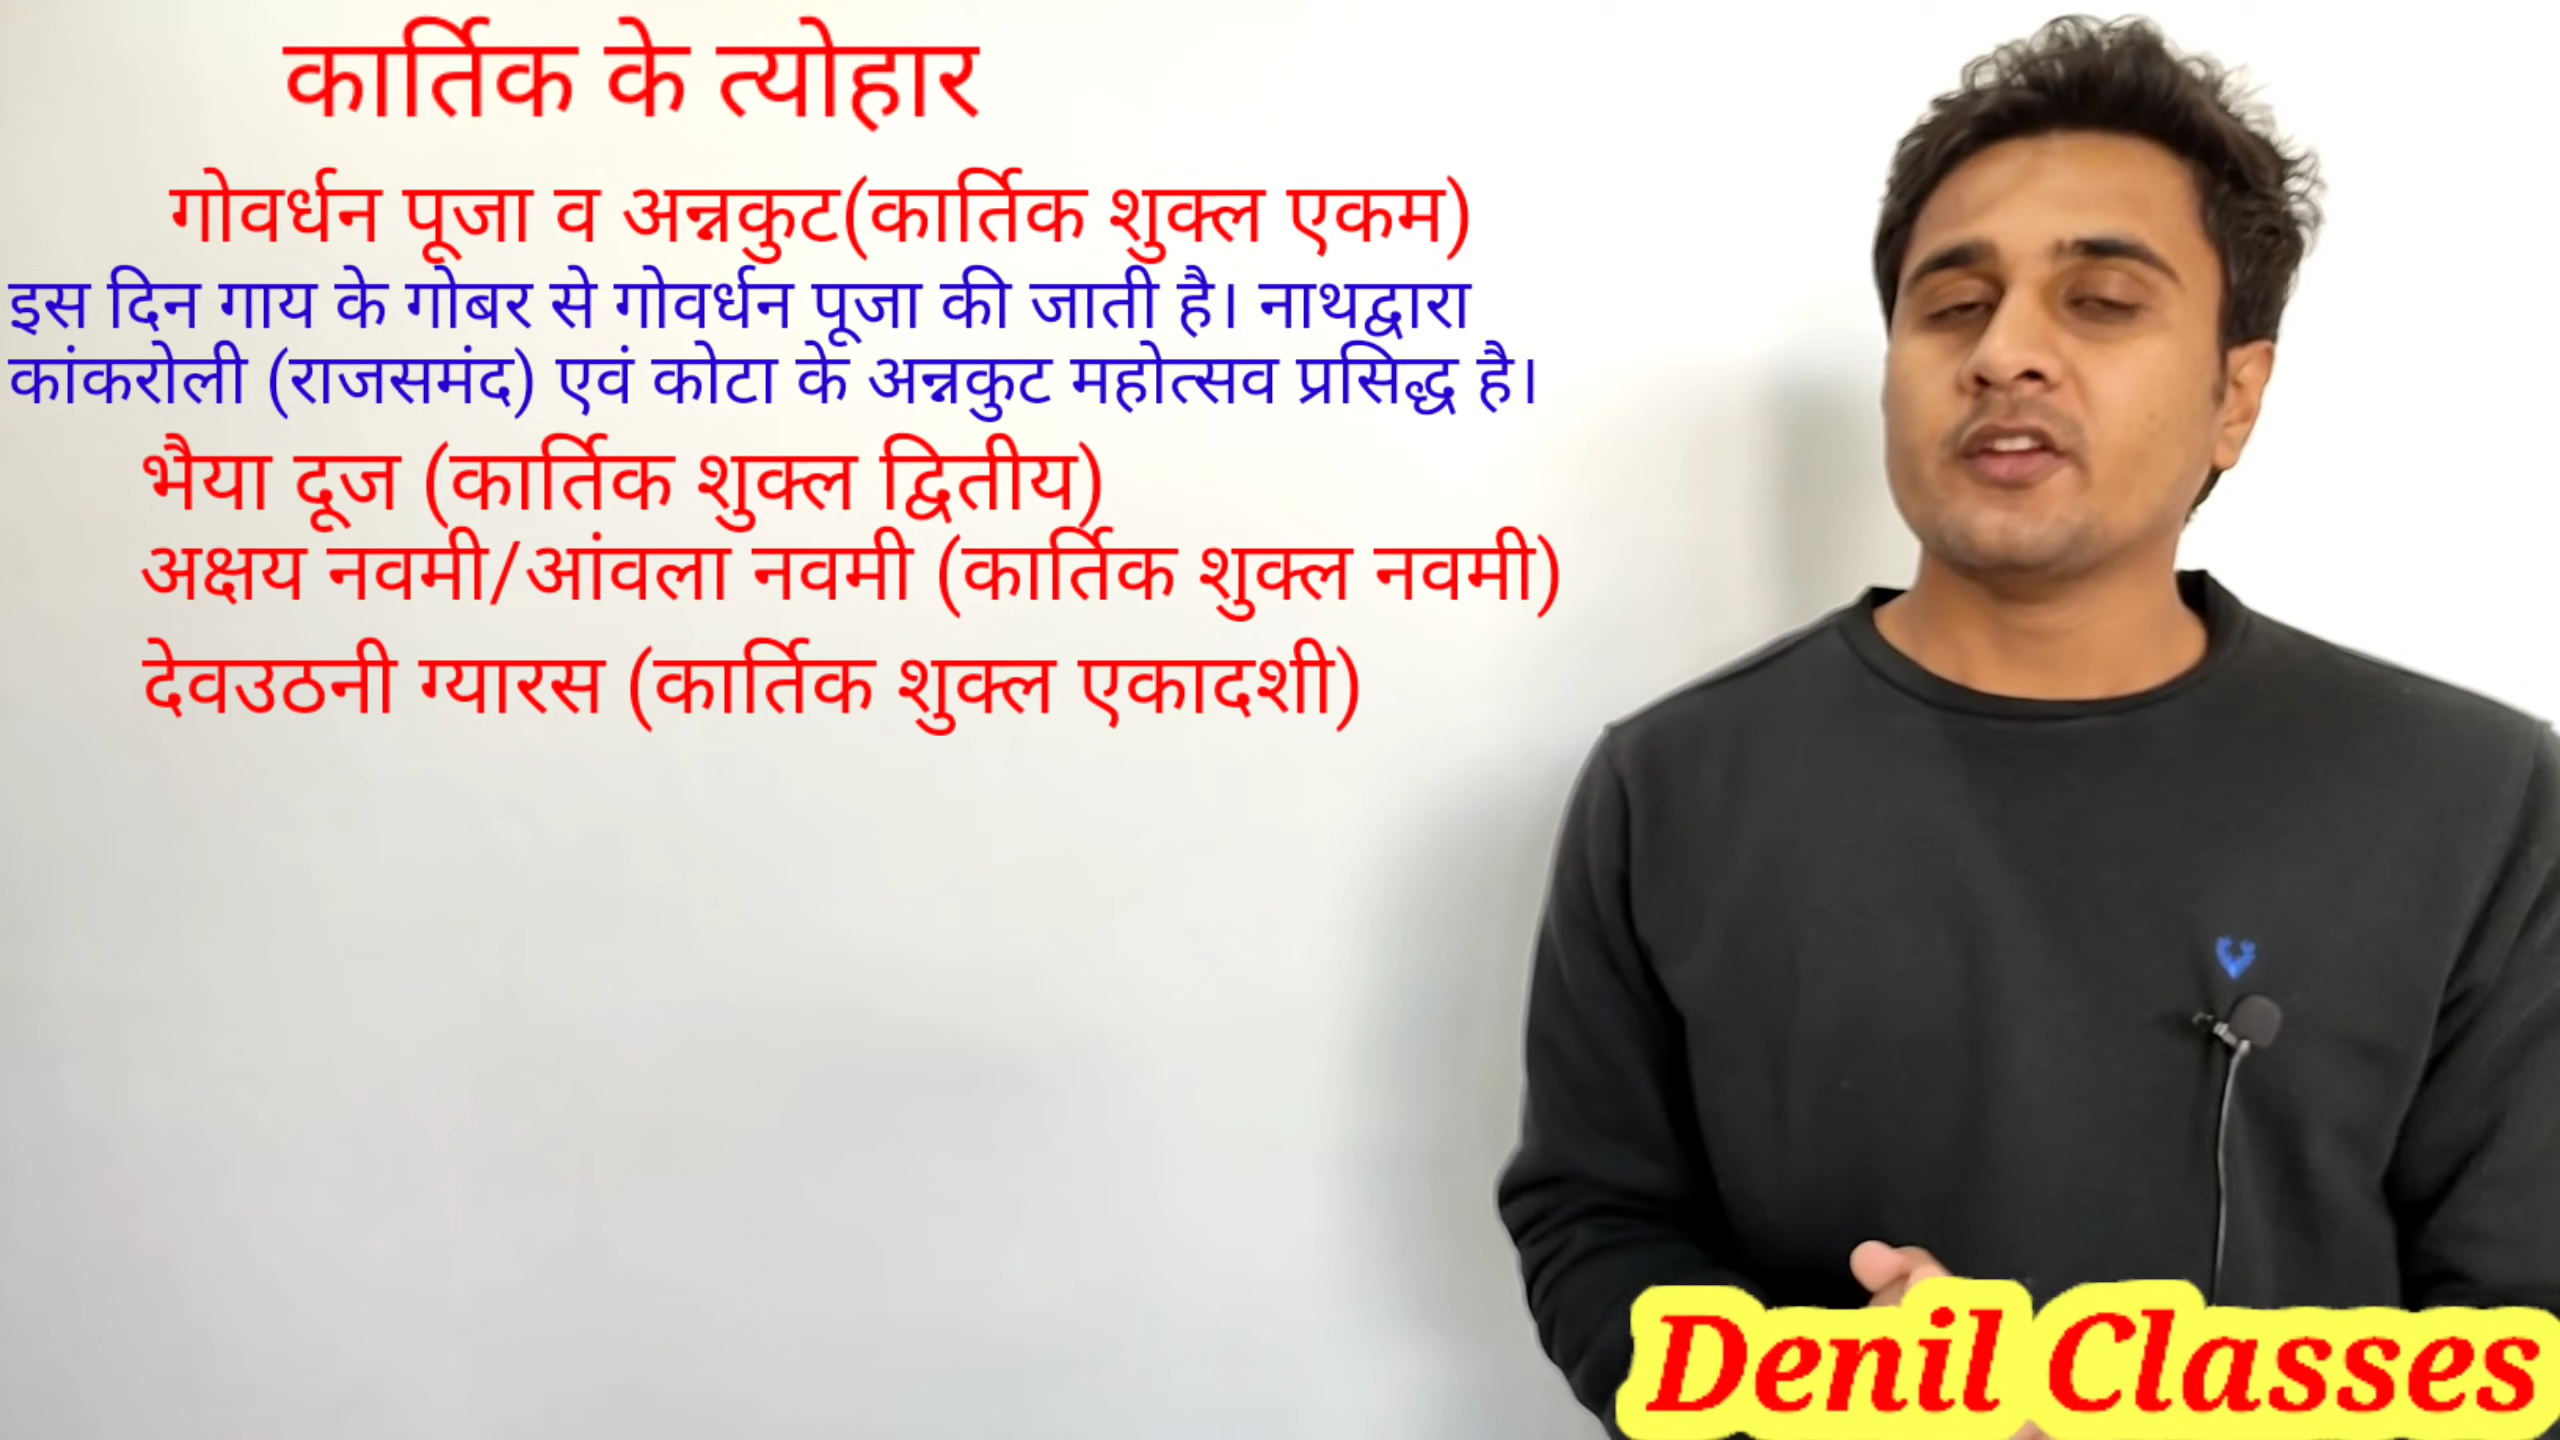 कार्तिक के त्योहार
गोवर्धन पूजा व अन्नकुट(कार्तिक शुक्ल एकम)
इस दिन गाय के गोबर से गोवर्धन पूजा की जाती है। नाथद्वारा
कांकरोली (राजसमंद) एवं कोटा के अन्नकुट महोत्सव प्रसिद्ध है।
भैया दूज (कार्तिक शुक्ल द्वितीय)
अक्षय नवमी/आंवला नवमी (कार्तिक शुक्ल नवमी)
देवउठनी ग्यारस (कार्तिक शुक्ल एकादशी)
Denil Classes